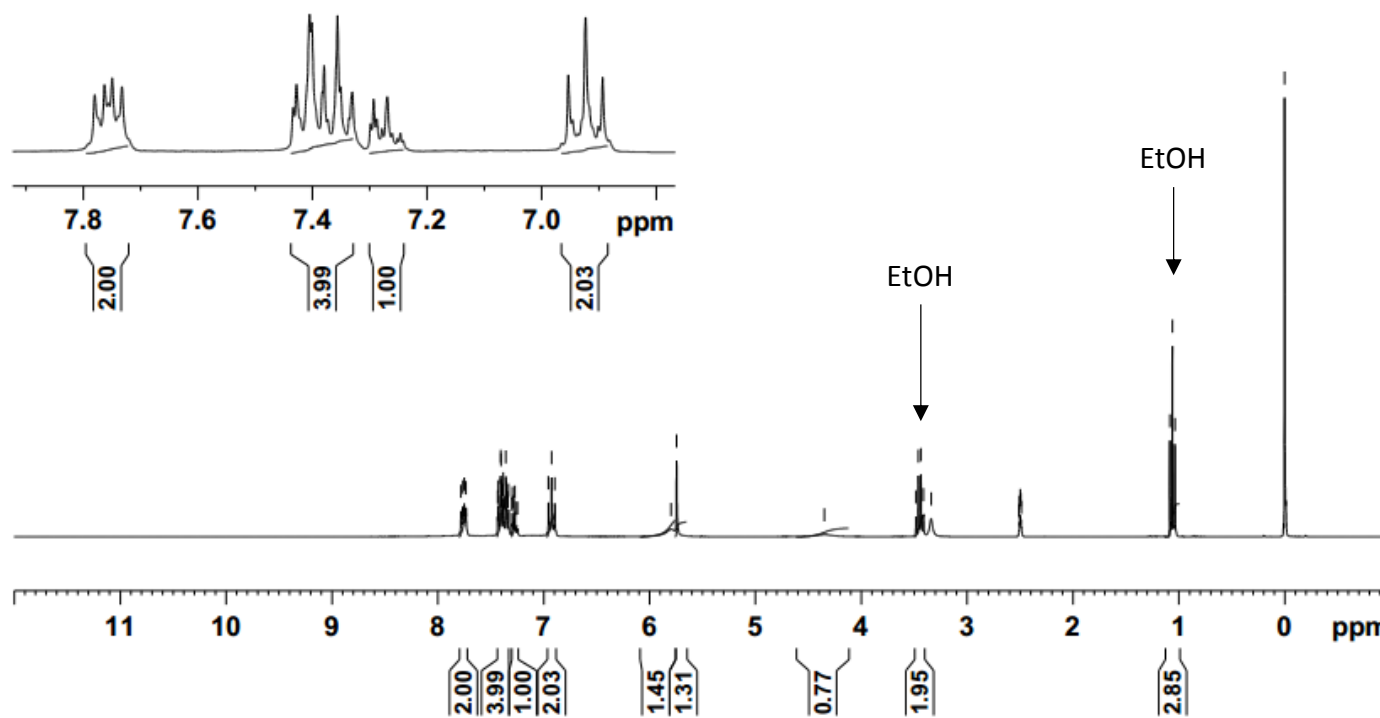 7.8 7.6 7.4 7.2 7.0 ppm
2.00 3.99 1.00 2.03
EtOH
EtOH
11 10 9 8 7 6 5 4 3 2 1 0 ppm
2.00 3.99 1.00 2.03 1.45 1.31 0.77 1.95 2.85